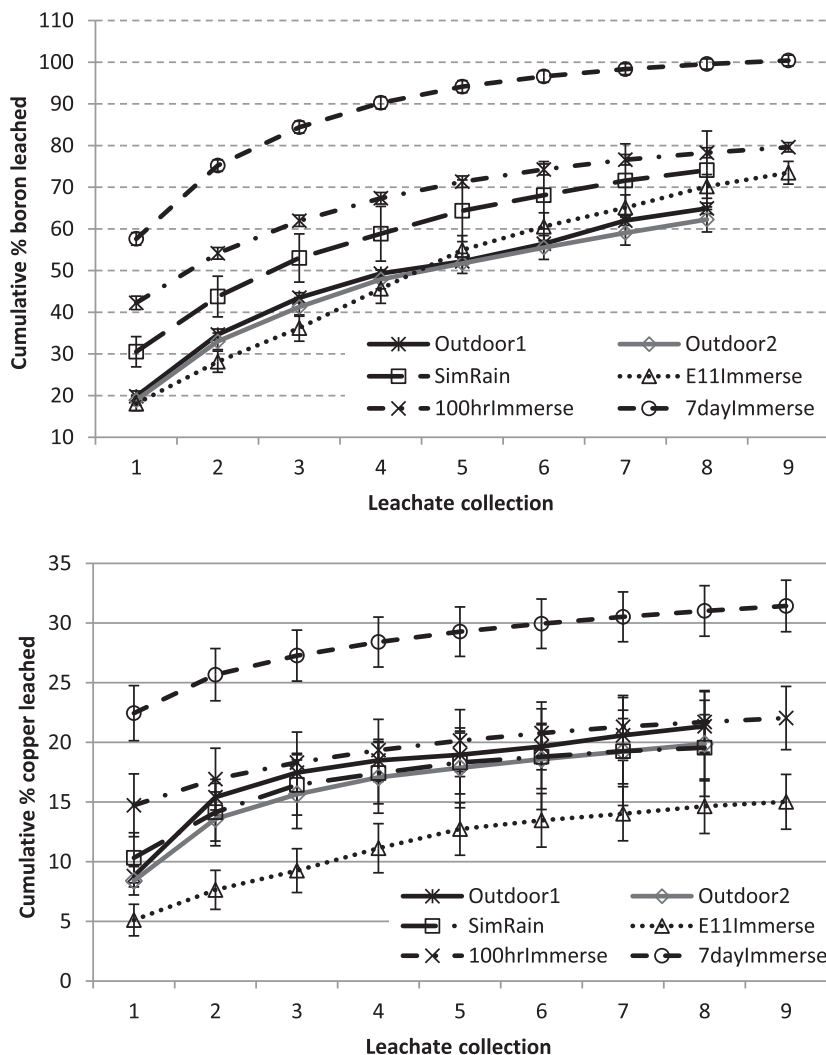 110
100
90
80
70
60
50
40
30
20
10
Cumulative % boron leached
Outdoor1 Outdoor2
SimRain E11Immerse
100hrImmerse 7dayImmerse
1 2 3 4 5 6 7 8 9
Leachate collection
35
30
25
20
15
10
5
0
Cumulative % copper leached
Outdoor1 Outdoor2
SimRain E11Immerse
100hrImmerse 7dayImmerse
1 2 3 4 5 6 7 8 9
Leachate collection